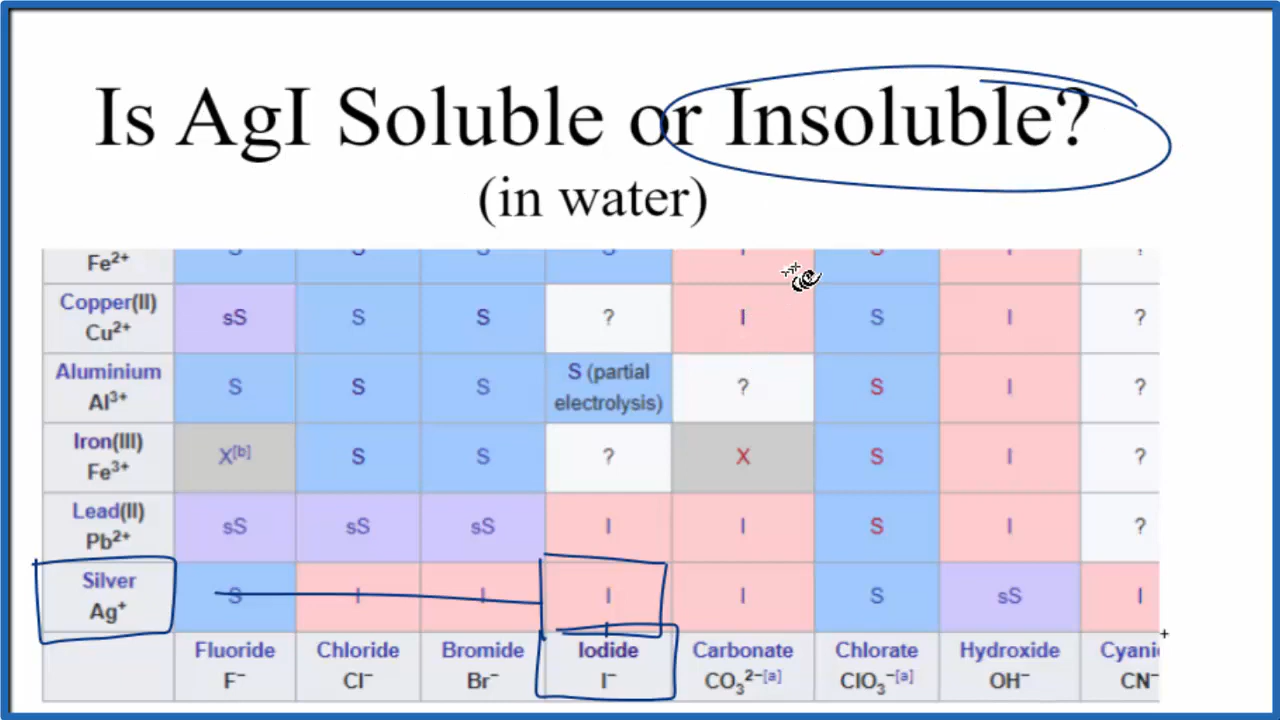 Is AgI Soluble or Insoluble?
(in water)
Fe²⁺ S S S S I S I ?
Copper(II)
Cu²⁺ sS S S ? I S I ?
Aluminium
Al³⁺ S S S S (partial electrolysis) ? S I ?
Iron(III)
Fe³⁺ X[b] S S ? X S I ?
Lead(II)
Pb²⁺ sS sS sS I I S I ?
Silver
Ag⁺ S I I I I S sS I
Fluoride Chloride Bromide Iodide Carbonate Chlorate Hydroxide Cyani
F⁻ Cl⁻ Br⁻ I⁻ CO₃²⁻[a] ClO₃⁻[a] OH⁻ CN⁻